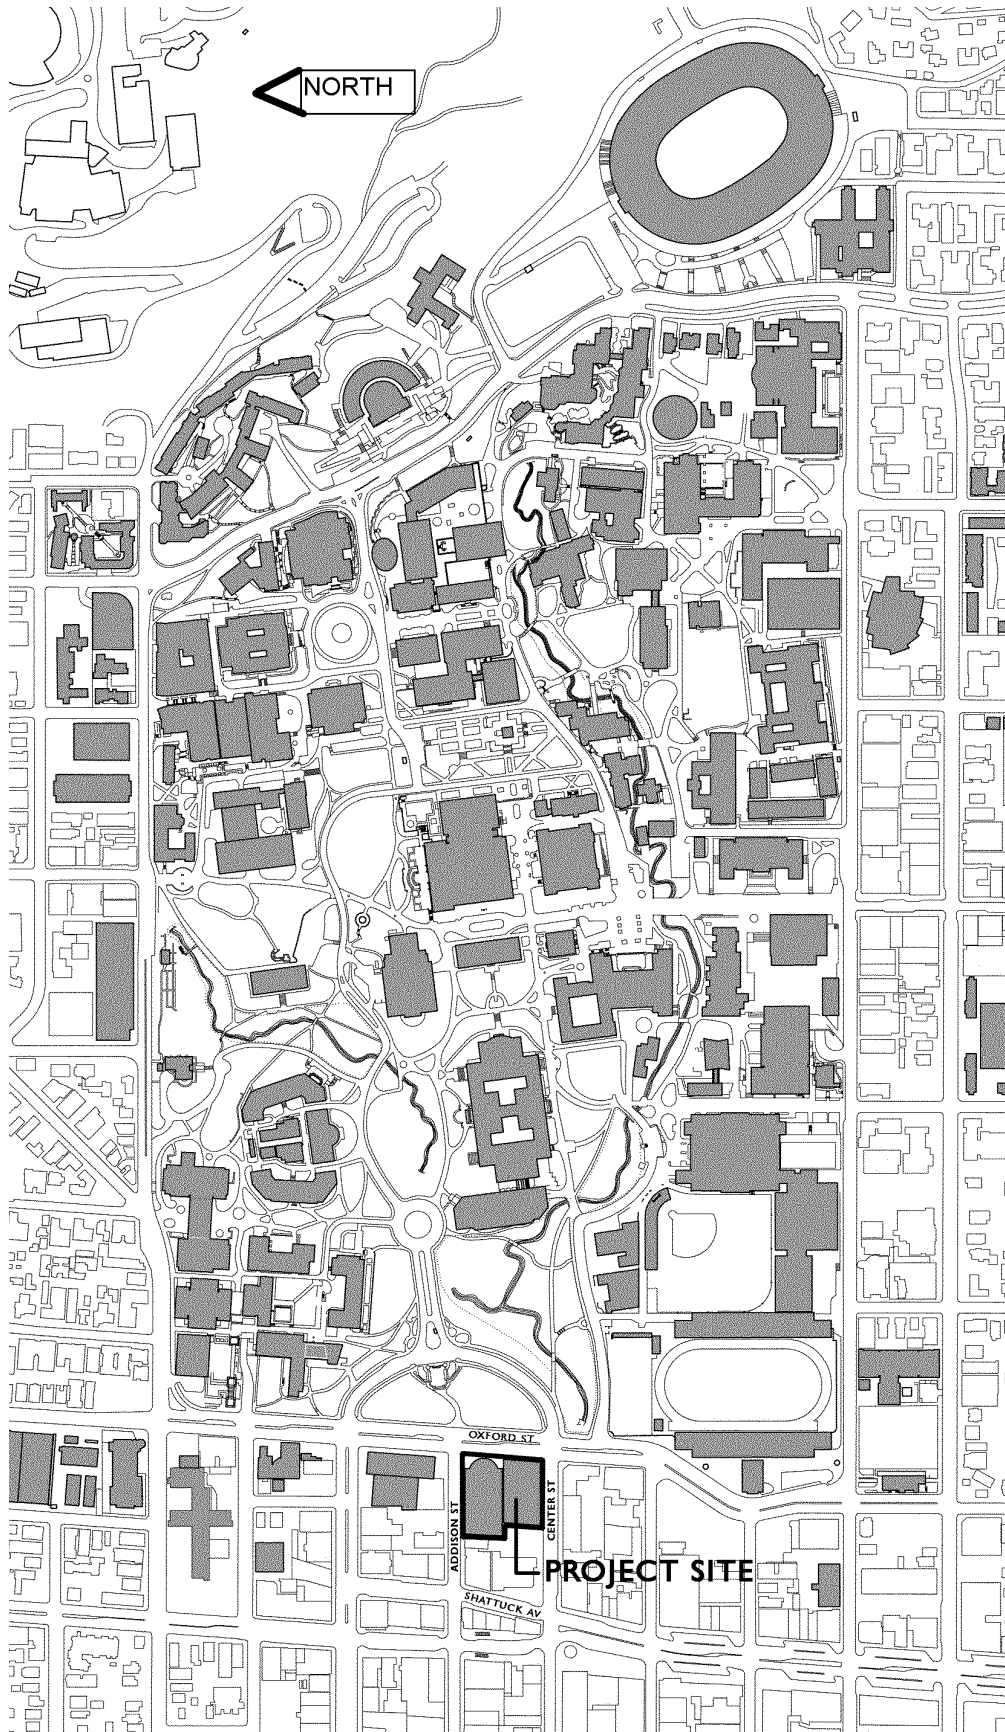 NORTH
OXFORD ST
ADDISON ST
CENTER ST
PROJECT SITE
SHATTUCK AV